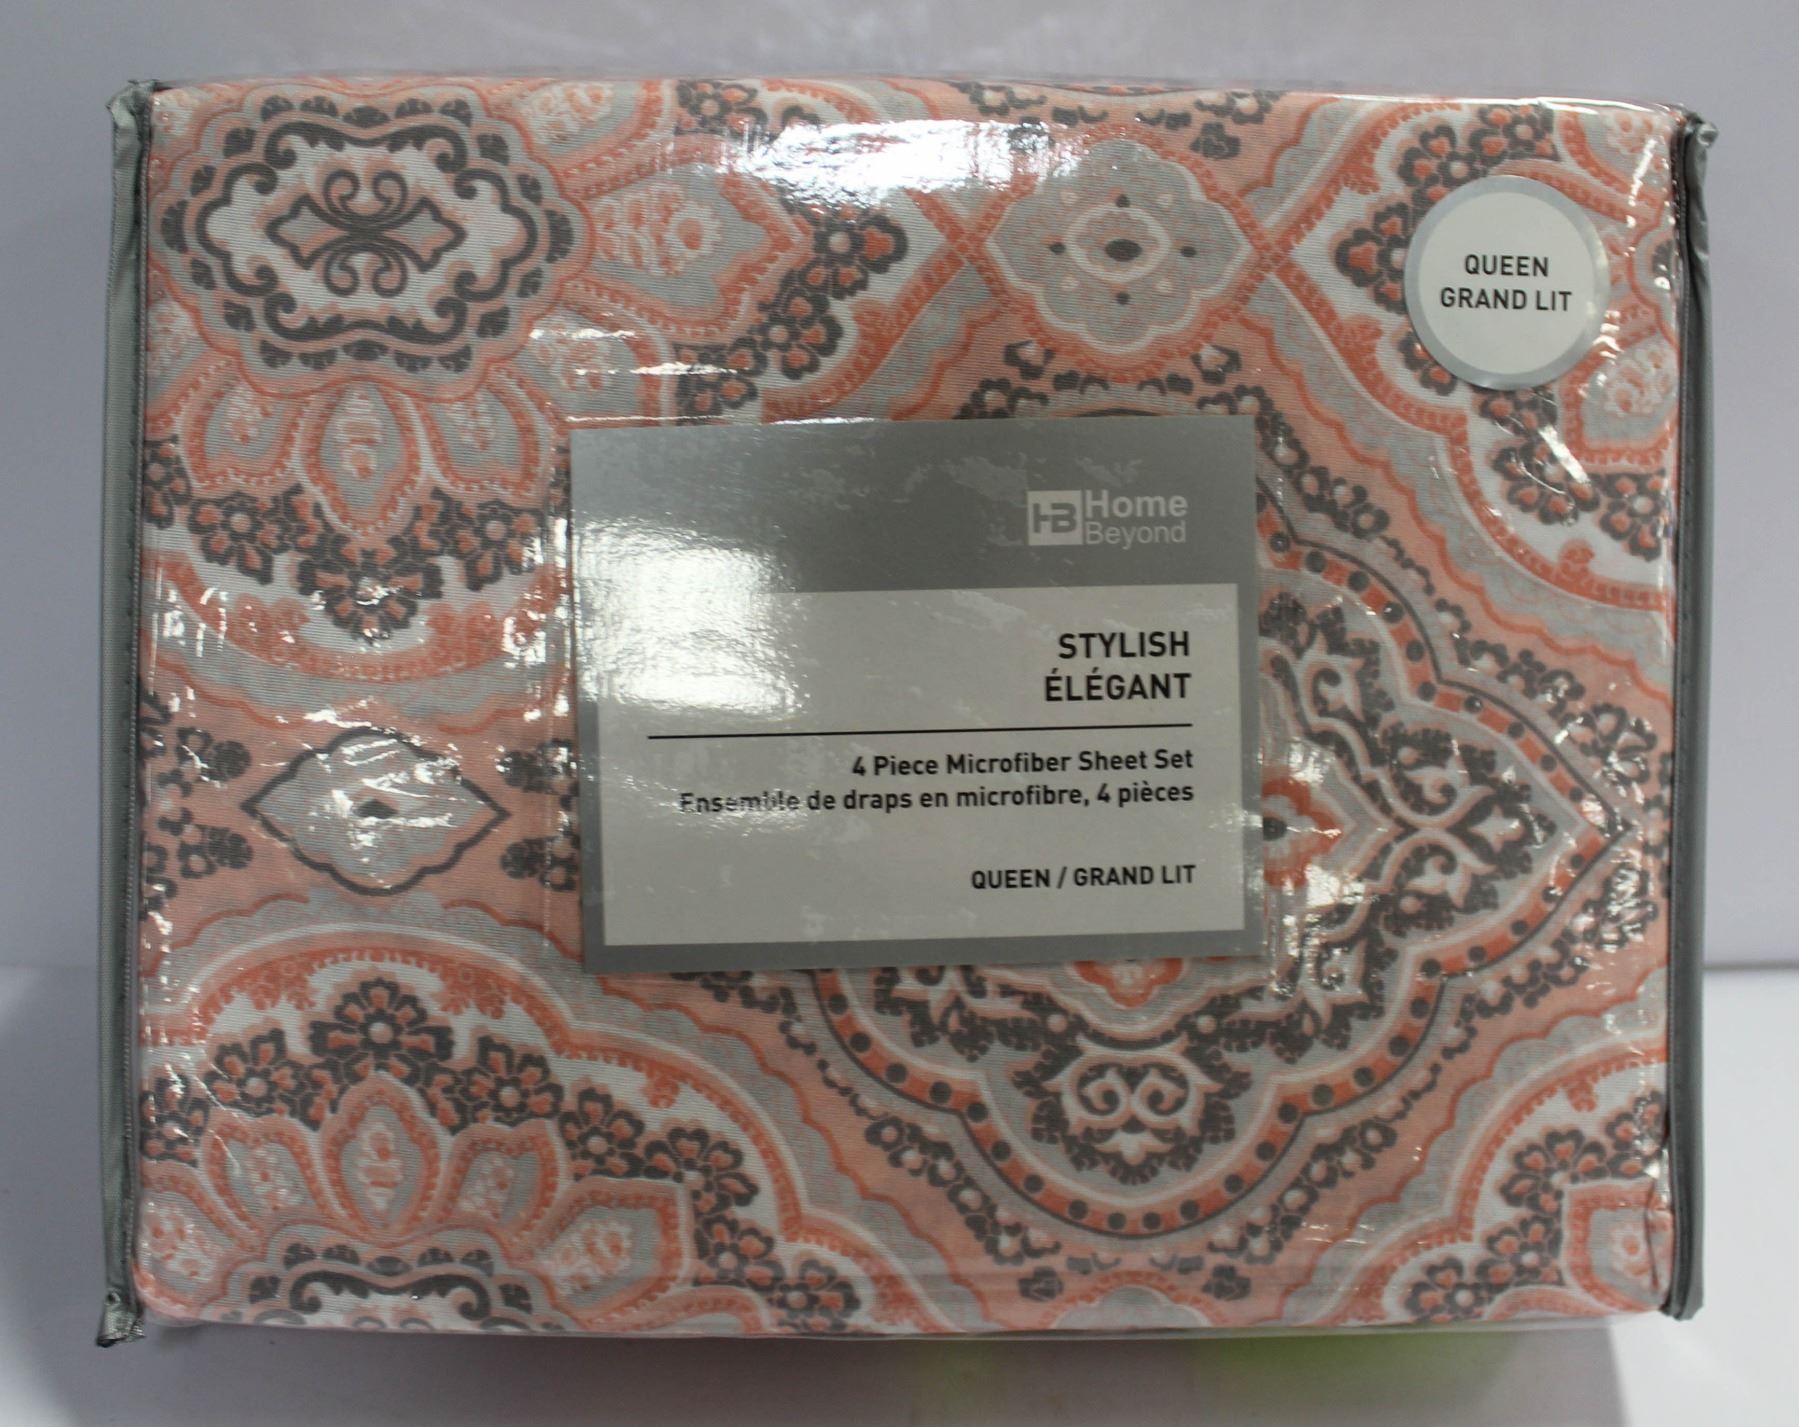 QUEEN
GRAND LIT
HB Home
Beyond
STYLISH
ÉLÉGANT
4 Piece Microfiber Sheet Set
Ensemble de draps en microfibre, 4 pièces
QUEEN / GRAND LIT